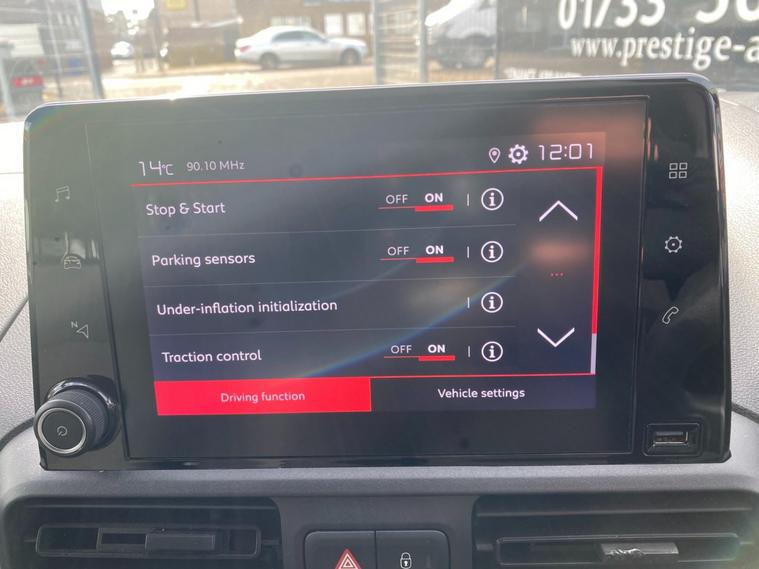 01733
www.prestige-a
14°C 90.10 MHz 12:01
Stop & Start OFF ON i
Parking sensors OFF ON i
Under-inflation initialization i
Traction control OFF ON i
Driving function Vehicle settings
N